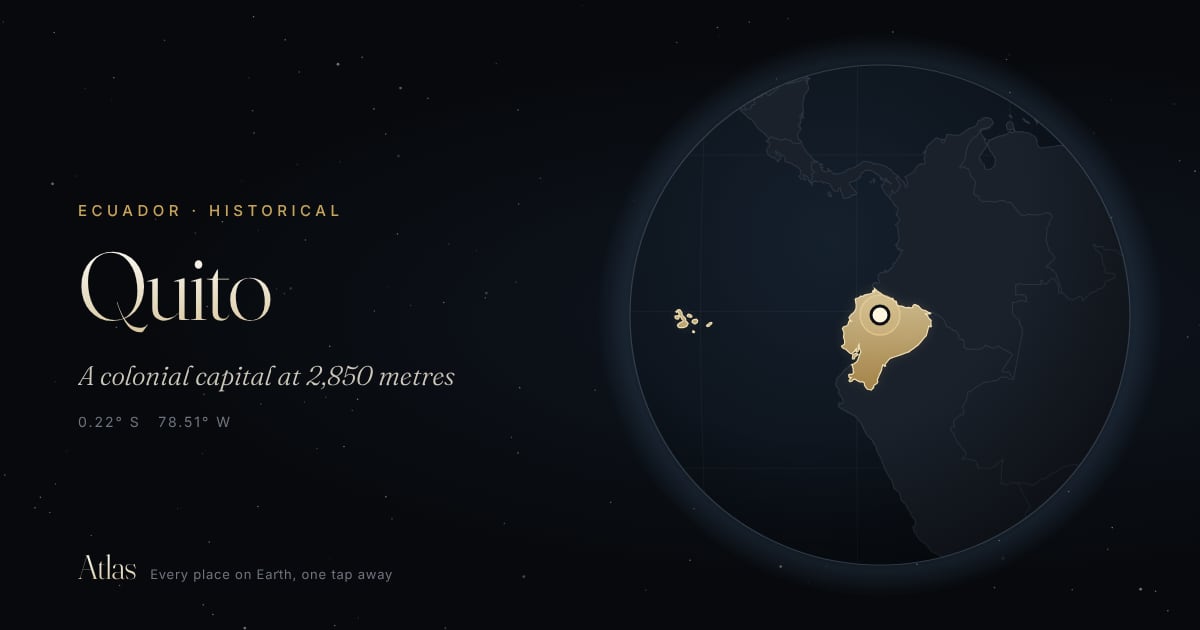 ECUADOR · HISTORICAL
Quito
A colonial capital at 2,850 metres
0.22° S 78.51° W
Atlas Every place on Earth, one tap away